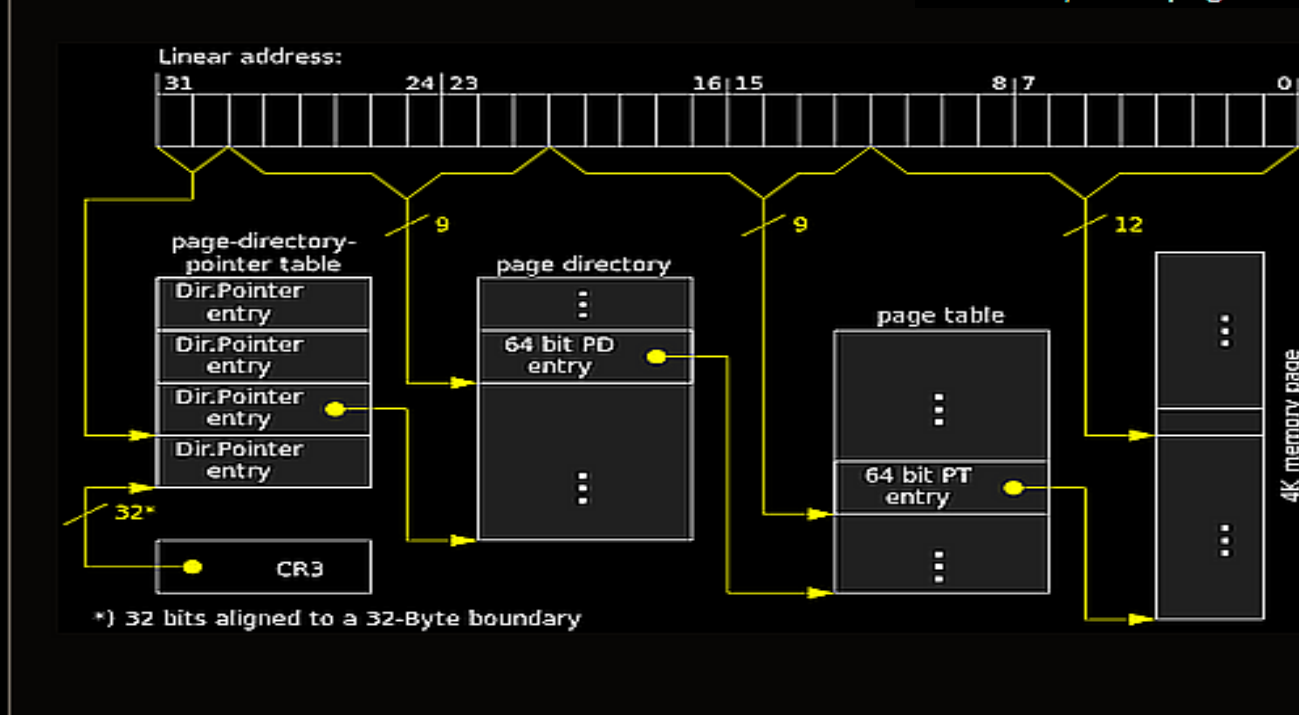 Linear address:
31 24 23 16 15 8 7 0
9 9 12
page-directory-
pointer table
page directory
page table
Dir.Pointer
entry
Dir.Pointer
entry
Dir.Pointer
entry
Dir.Pointer
entry
64 bit PD
entry
64 bit PT
entry
4K memory page
32*
CR3
*) 32 bits aligned to a 32-Byte boundary